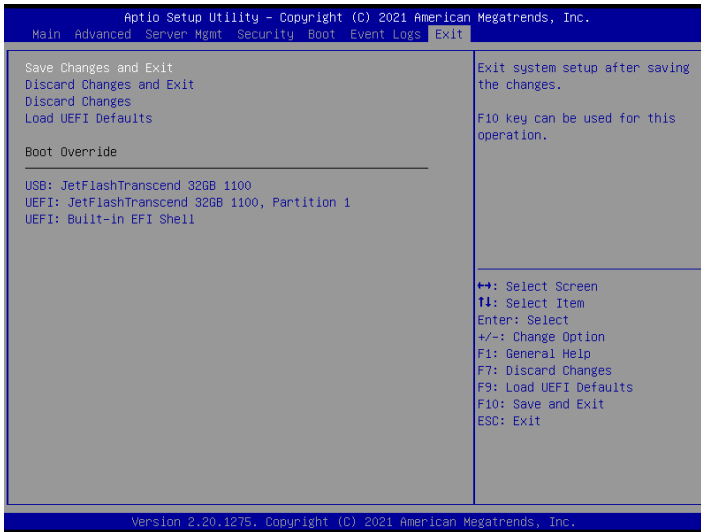 Aptio Setup Utility – Copyright (C) 2021 American Megatrends, Inc.
Main Advanced Server Mgmt Security Boot Event Logs Exit
Save Changes and Exit
Discard Changes and Exit
Discard Changes
Load UEFI Defaults
Boot Override
USB: JetFlashTranscend 32GB 1100
UEFI: JetFlashTranscend 32GB 1100, Partition 1
UEFI: Built-in EFI Shell
Exit system setup after saving
the changes.
F10 key can be used for this
operation.
↔: Select Screen
↑↓: Select Item
Enter: Select
+/-: Change Option
F1: General Help
F7: Discard Changes
F9: Load UEFI Defaults
F10: Save and Exit
ESC: Exit
Version 2.20.1275. Copyright (C) 2021 American Megatrends, Inc.